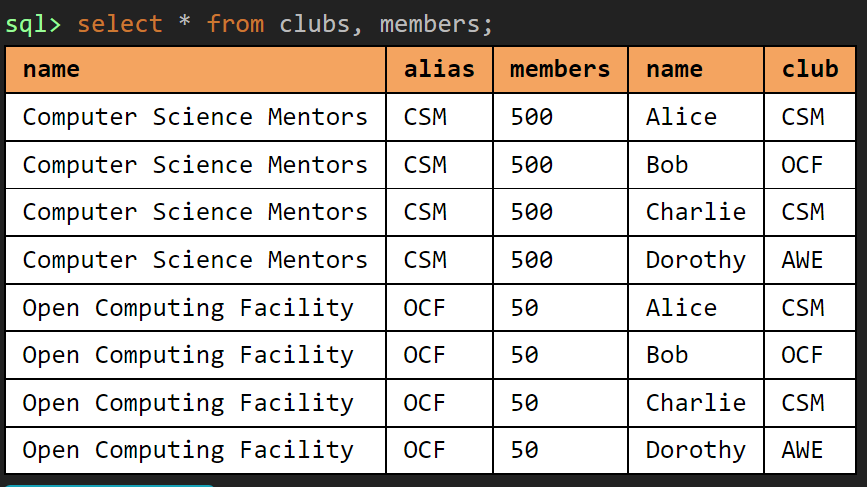 sql> select * from clubs, members;
name alias members name club
Computer Science Mentors CSM 500 Alice CSM
Computer Science Mentors CSM 500 Bob OCF
Computer Science Mentors CSM 500 Charlie CSM
Computer Science Mentors CSM 500 Dorothy AWE
Open Computing Facility OCF 50 Alice CSM
Open Computing Facility OCF 50 Bob OCF
Open Computing Facility OCF 50 Charlie CSM
Open Computing Facility OCF 50 Dorothy AWE